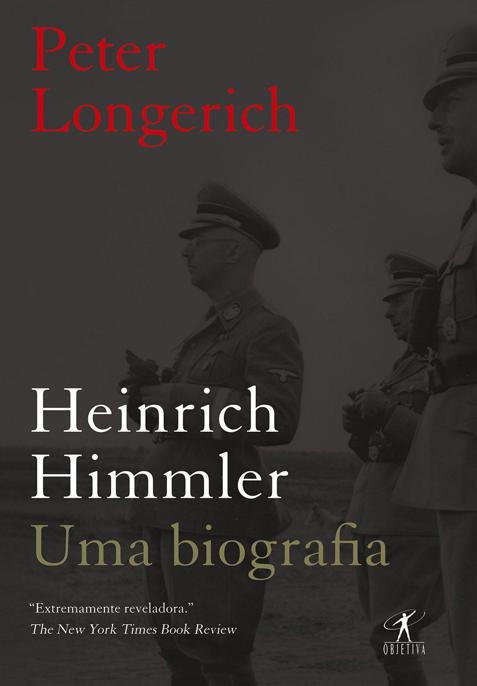 Peter
Longerich
Heinrich
Himmler
Uma biografia
“Extremamente reveladora.”
The New York Times Book Review
OBJETIVA